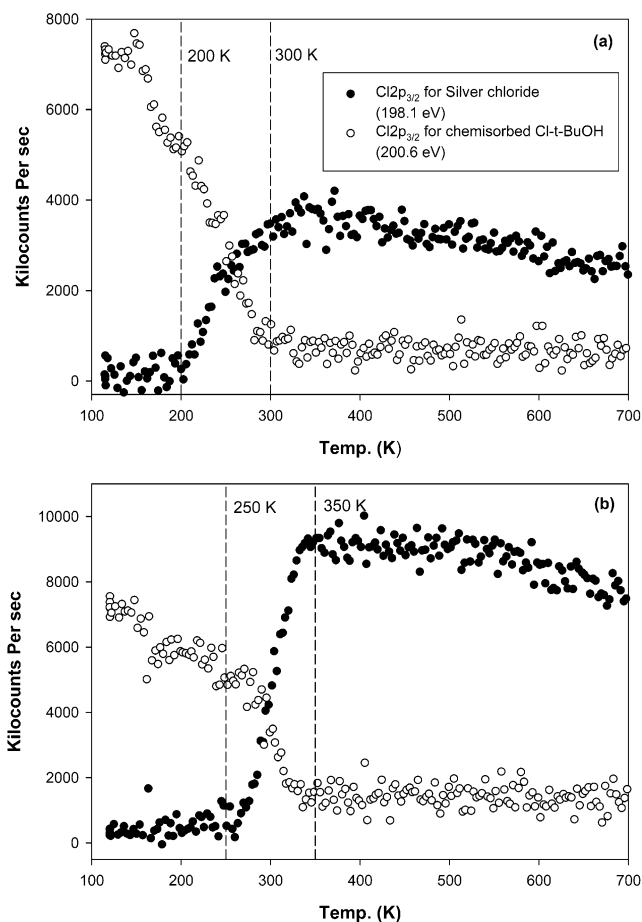 8000
(a)
200 K
300 K
Cl2p3/2 for Silver chloride
(198.1 eV)
Cl2p3/2 for chemisorbed Cl-t-BuOH
(200.6 eV)
6000
4000
2000
0
Kilocounts Per sec
100 200 300 400 500 600 700
Temp. (K)
(b)
250 K
350 K
10000
8000
6000
4000
2000
0
Kilocounts Per sec
100 200 300 400 500 600 700
Temp. (K)